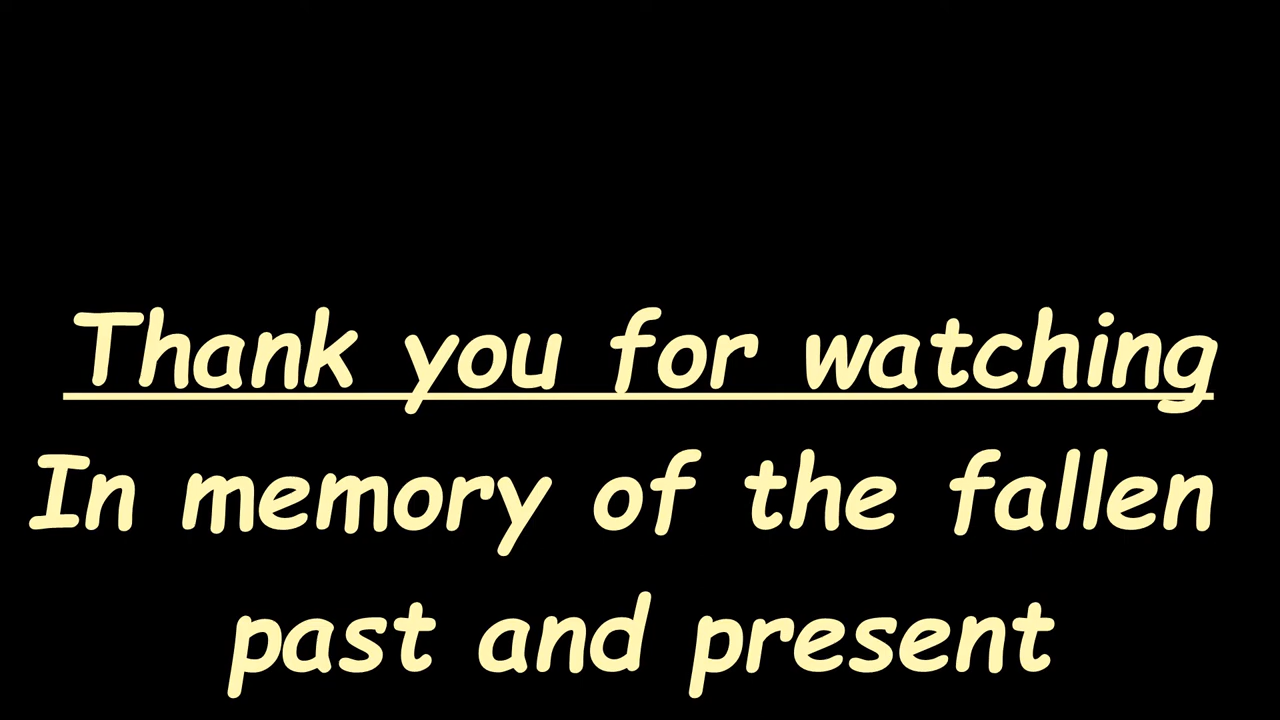 Thank you for watching
In memory of the fallen
past and present